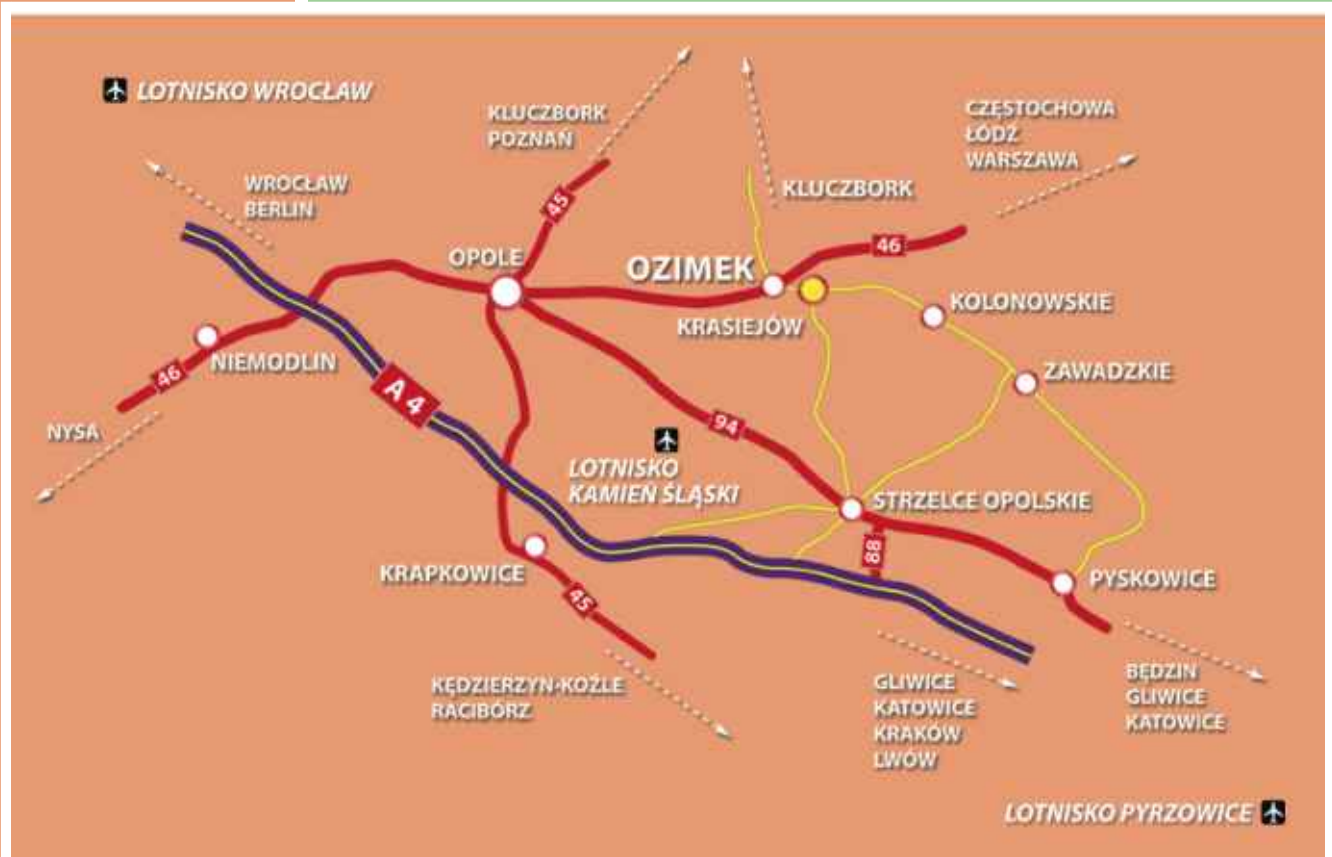 LOTNISKO WROCŁAW
KLUCZBORK
POZNAŃ
CZĘSTOCHOWA
ŁÓDŹ
WARSZAWA
WROCŁAW
BERLIN
KLUCZBORK
45
46
OPOLE
OZIMEK
KRASIEJÓW
KOLONOWSKIE
NIEMODLIN
46
ZAWADZKIE
A 4
NYSA
94
LOTNISKO
KAMIEŃ ŚLĄSKI
STRZELCE OPOLSKIE
88
KRAPKOWICE
45
PYSKOWICE
KĘDZIERZYN-KOŹLE
RACIBÓRZ
GLIWICE
KATOWICE
KRAKÓW
LWÓW
BĘDZIN
GLIWICE
KATOWICE
LOTNISKO PYRZOWICE